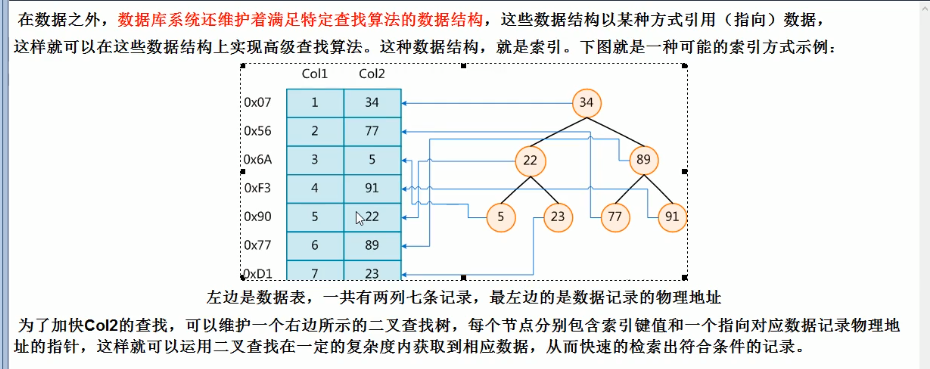 在数据之外，数据库系统还维护着满足特定查找算法的数据结构，这些数据结构以某种方式引用（指向）数据，
这样就可以在这些数据结构上实现高级查找算法。这种数据结构，就是索引。下图就是一种可能的索引方式示例：
Col1 Col2
0x07 1 34 34
0x56 2 77
0x6A 3 5 22 89
0xF3 4 91
0x90 5 22 5 23 77 91
0x77 6 89
0xD1 7 23
左边是数据表，一共有两列七条记录，最左边的是数据记录的物理地址
为了加快Col2的查找，可以维护一个右边所示的二叉查找树，每个节点分别包含索引键值和一个指向对应数据记录物理地
址的指针，这样就可以运用二叉查找在一定的复杂度内获取到相应数据，从而快速的检索出符合条件的记录。